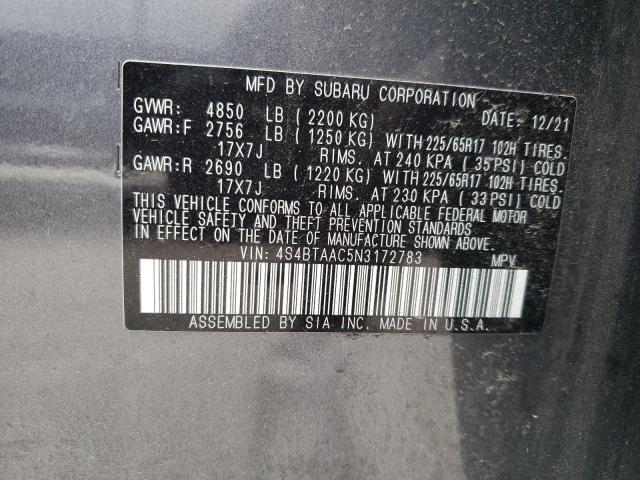 MFD BY SUBARU CORPORATION
GVWR: 4850 LB ( 2200 KG) DATE: 12/21
GAWR:F 2756 LB ( 1250 KG) WITH 225/65R17 102H TIRES.
17X7J RIMS. AT 240 KPA ( 35PSI) COLD
GAWR:R 2690 LB ( 1220 KG) WITH 225/65R17 102H TIRES.
17X7J RIMS. AT 230 KPA ( 33PSI) COLD
THIS VEHICLE CONFORMS TO ALL APPLICABLE FEDERAL MOTOR
VEHICLE SAFETY AND THEFT PREVENTION STANDARDS
IN EFFECT ON THE DATE OF MANUFACTURE SHOWN ABOVE.
VIN: 4S4BTAAC5N3172783 MPV
ASSEMBLED BY SIA INC. MADE IN U.S.A.